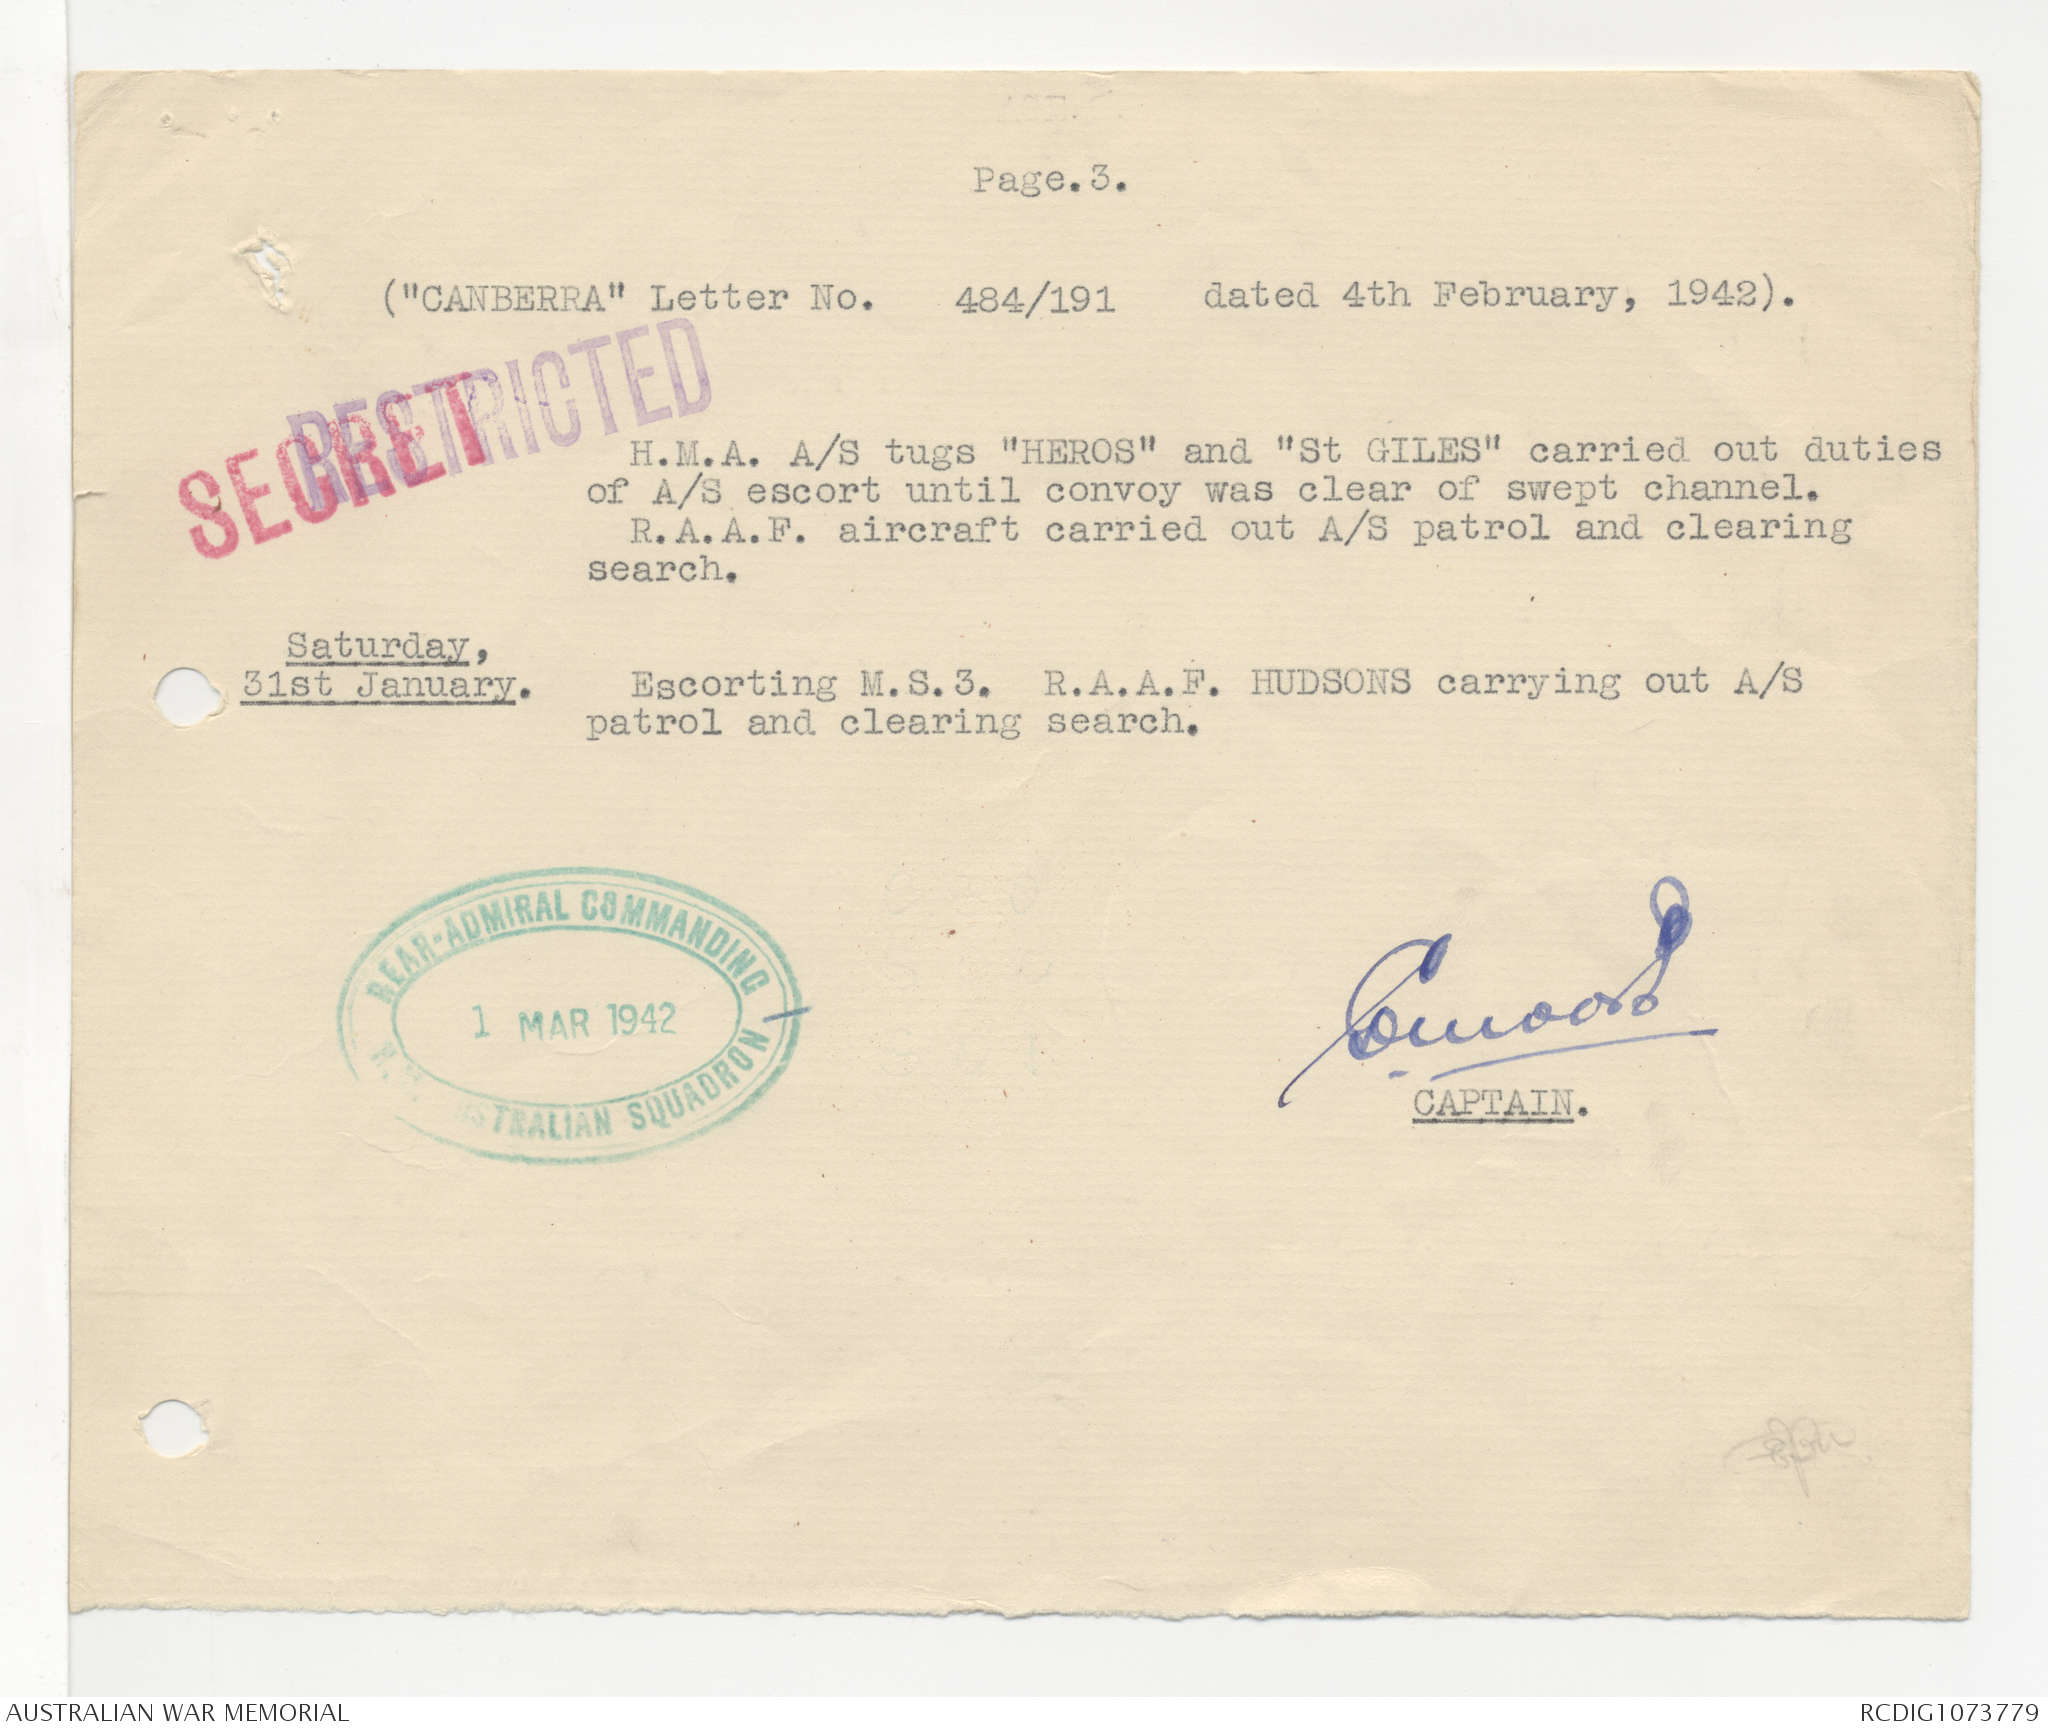 Page.3.
("CANBERRA" Letter No. 484/191 dated 4th February, 1942).
RESTRICTED
SECRET
H.M.A. A/S tugs "HEROS" and "St GILES" carried out duties
of A/S escort until convoy was clear of swept channel.
R.A.A.F. aircraft carried out A/S patrol and clearing
search.
Saturday,
31st January. Escorting M.S.3. R.A.A.F. HUDSONS carrying out A/S
patrol and clearing search.
REAR-ADMIRAL COMMANDING
1 MAR 1942
AUSTRALIAN SQUADRON
CAPTAIN.
AUSTRALIAN WAR MEMORIAL
RCDIG1073779